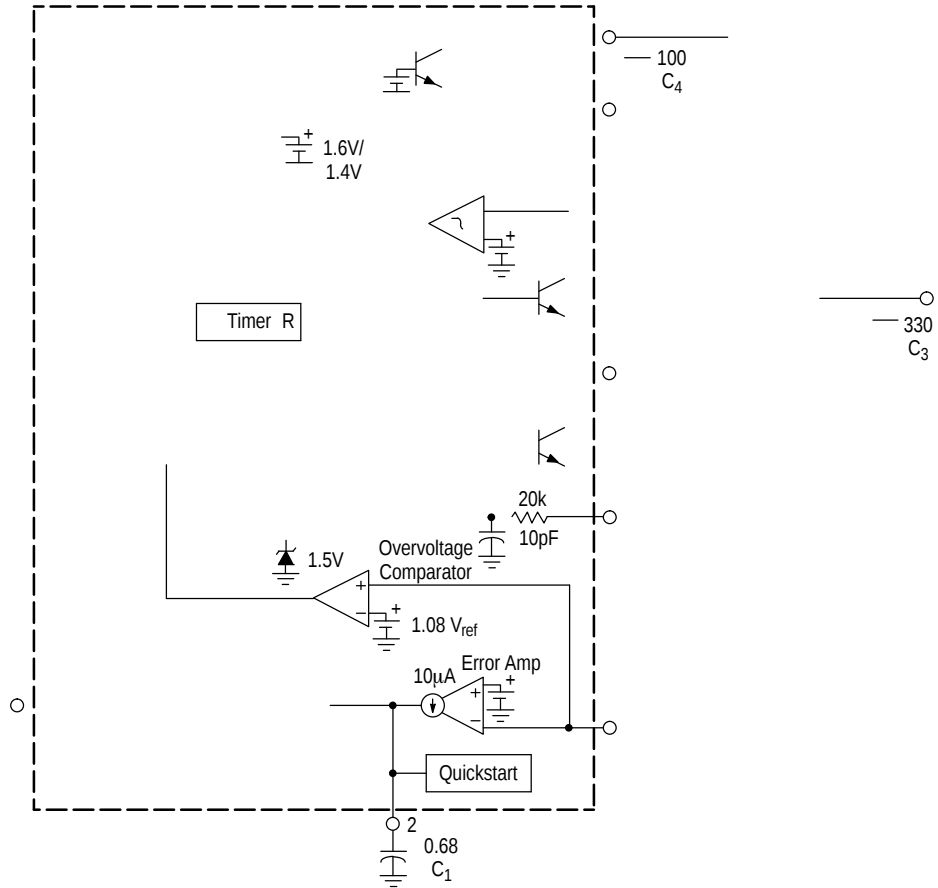 100
C4
+
1.6V/
1.4V
+
Timer R
330
C3
20k
10pF
Overvoltage
Comparator
1.5V
+
−
+
1.08 Vref
Error Amp
10µA
+
−
+
Quickstart
2
0.68
C1